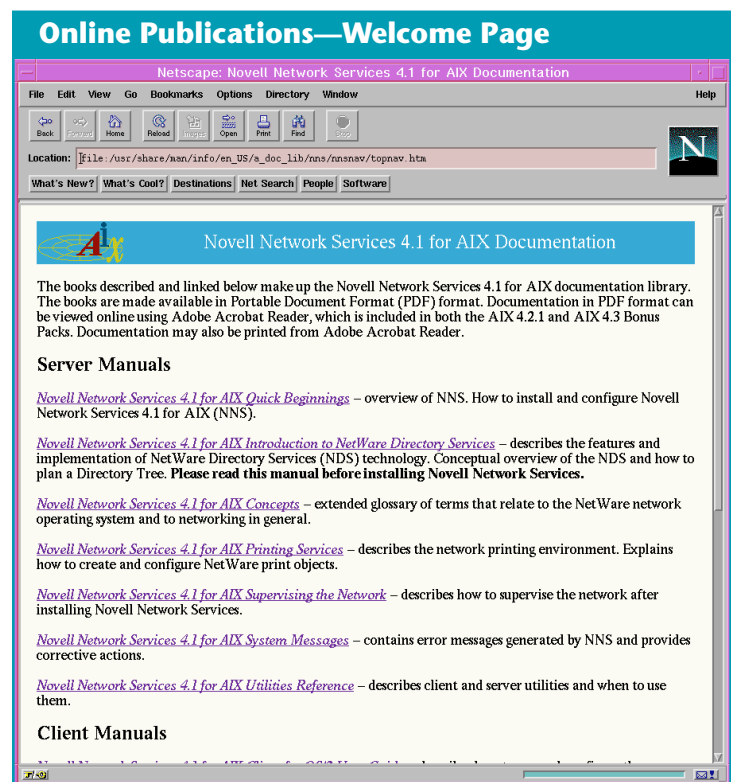 Online Publications—Welcome Page
Netscape: Novell Network Services 4.1 for AIX Documentation
File Edit View Go Bookmarks Options Directory Window Help
Back Forward Home Reload Images Open Print Find Stop
Location: file:/usr/share/man/info/en_US/a_doc_lib/nns/nnsnav/topnav.htm
N
What's New? What's Cool? Destinations Net Search People Software
AIX Novell Network Services 4.1 for AIX Documentation
The books described and linked below make up the Novell Network Services 4.1 for AIX documentation library.
The books are made available in Portable Document Format (PDF) format. Documentation in PDF format can
be viewed online using Adobe Acrobat Reader, which is included in both the AIX 4.2.1 and AIX 4.3 Bonus
Packs. Documentation may also be printed from Adobe Acrobat Reader.
Server Manuals
Novell Network Services 4.1 for AIX Quick Beginnings – overview of NNS. How to install and configure Novell
Network Services 4.1 for AIX (NNS).
Novell Network Services 4.1 for AIX Introduction to NetWare Directory Services – describes the features and
implementation of NetWare Directory Services (NDS) technology. Conceptual overview of the NDS and how to
plan a Directory Tree. Please read this manual before installing Novell Network Services.
Novell Network Services 4.1 for AIX Concepts – extended glossary of terms that relate to the NetWare network
operating system and to networking in general.
Novell Network Services 4.1 for AIX Printing Services – describes the network printing environment. Explains
how to create and configure NetWare print objects.
Novell Network Services 4.1 for AIX Supervising the Network – describes how to supervise the network after
installing Novell Network Services.
Novell Network Services 4.1 for AIX System Messages – contains error messages generated by NNS and provides
corrective actions.
Novell Network Services 4.1 for AIX Utilities Reference – describes client and server utilities and when to use
them.
Client Manuals